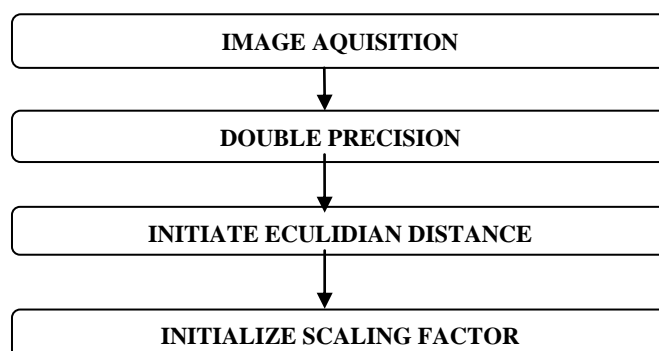 IMAGE AQUISITION
DOUBLE PRECISION
INITIATE ECULIDIAN DISTANCE
INITIALIZE SCALING FACTOR